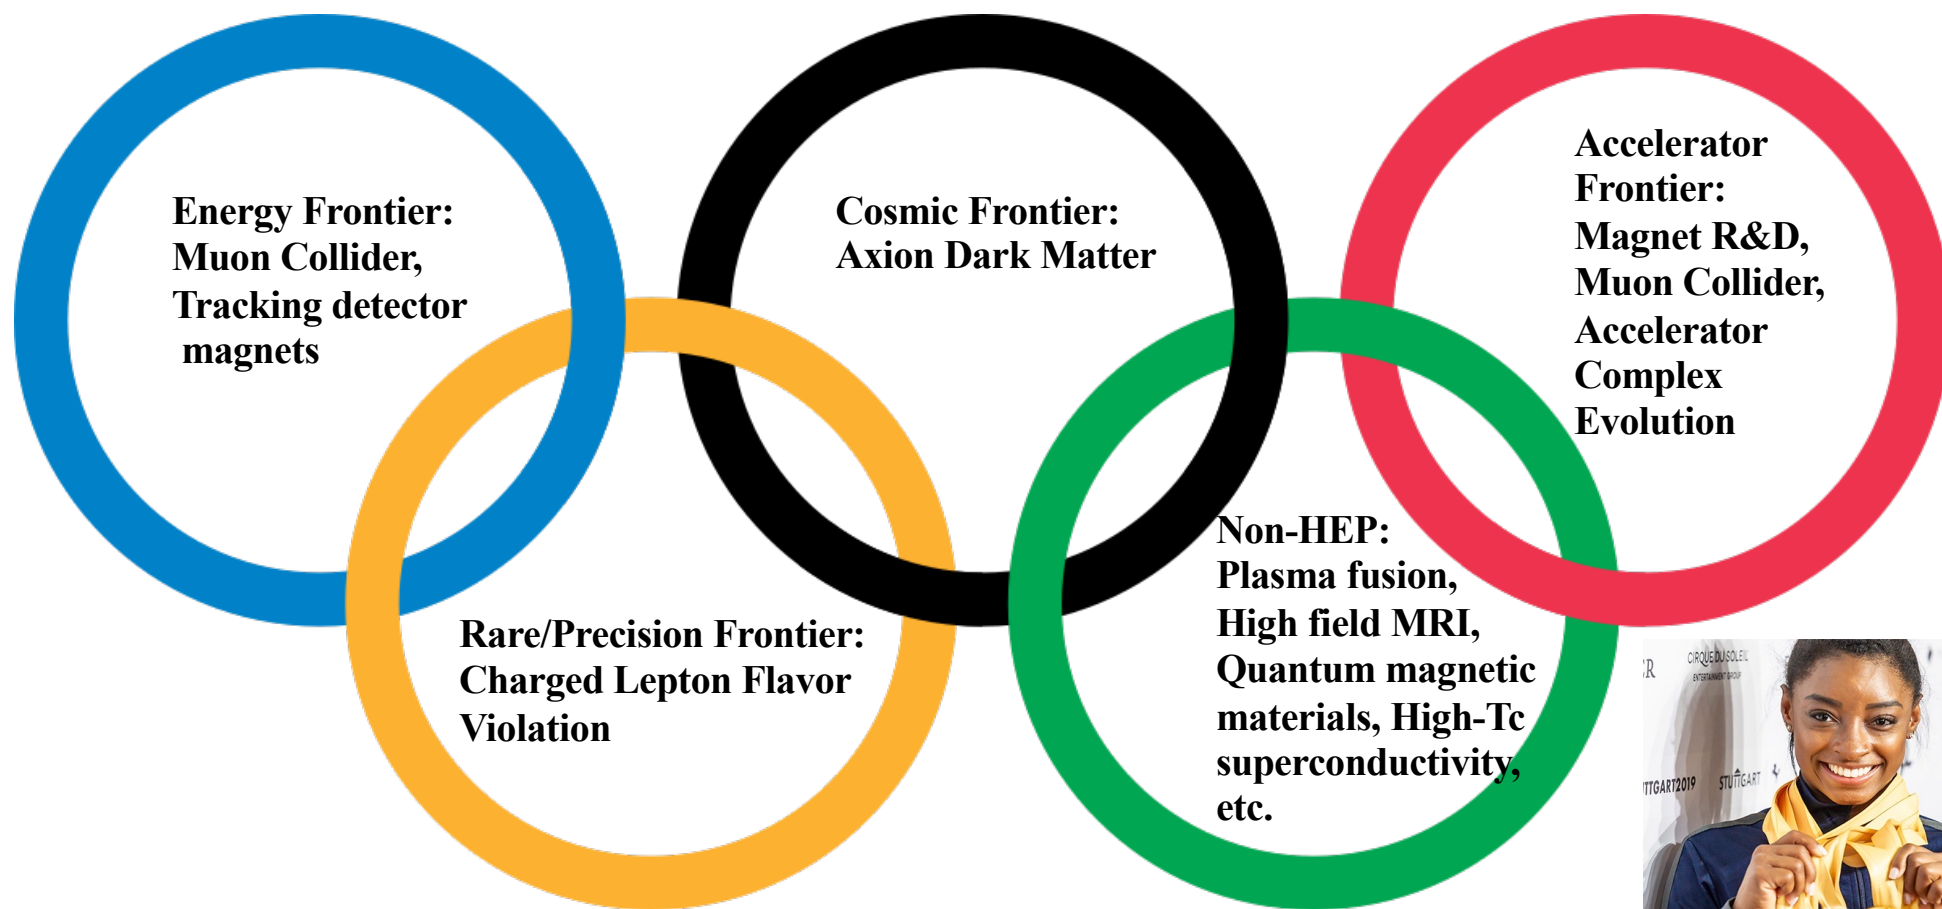 Energy Frontier:
Muon Collider,
Tracking detector
magnets
Cosmic Frontier:
Axion Dark Matter
Accelerator
Frontier:
Magnet R&D,
Muon Collider,
Accelerator
Complex
Evolution
Rare/Precision Frontier:
Charged Lepton Flavor
Violation
Non-HEP:
Plasma fusion,
High field MRI,
Quantum magnetic
materials, High-Tc
superconductivity,
etc.
CIRQUE DU SOLEIL
ENTERTAINMENT GROUP
STUTTGART